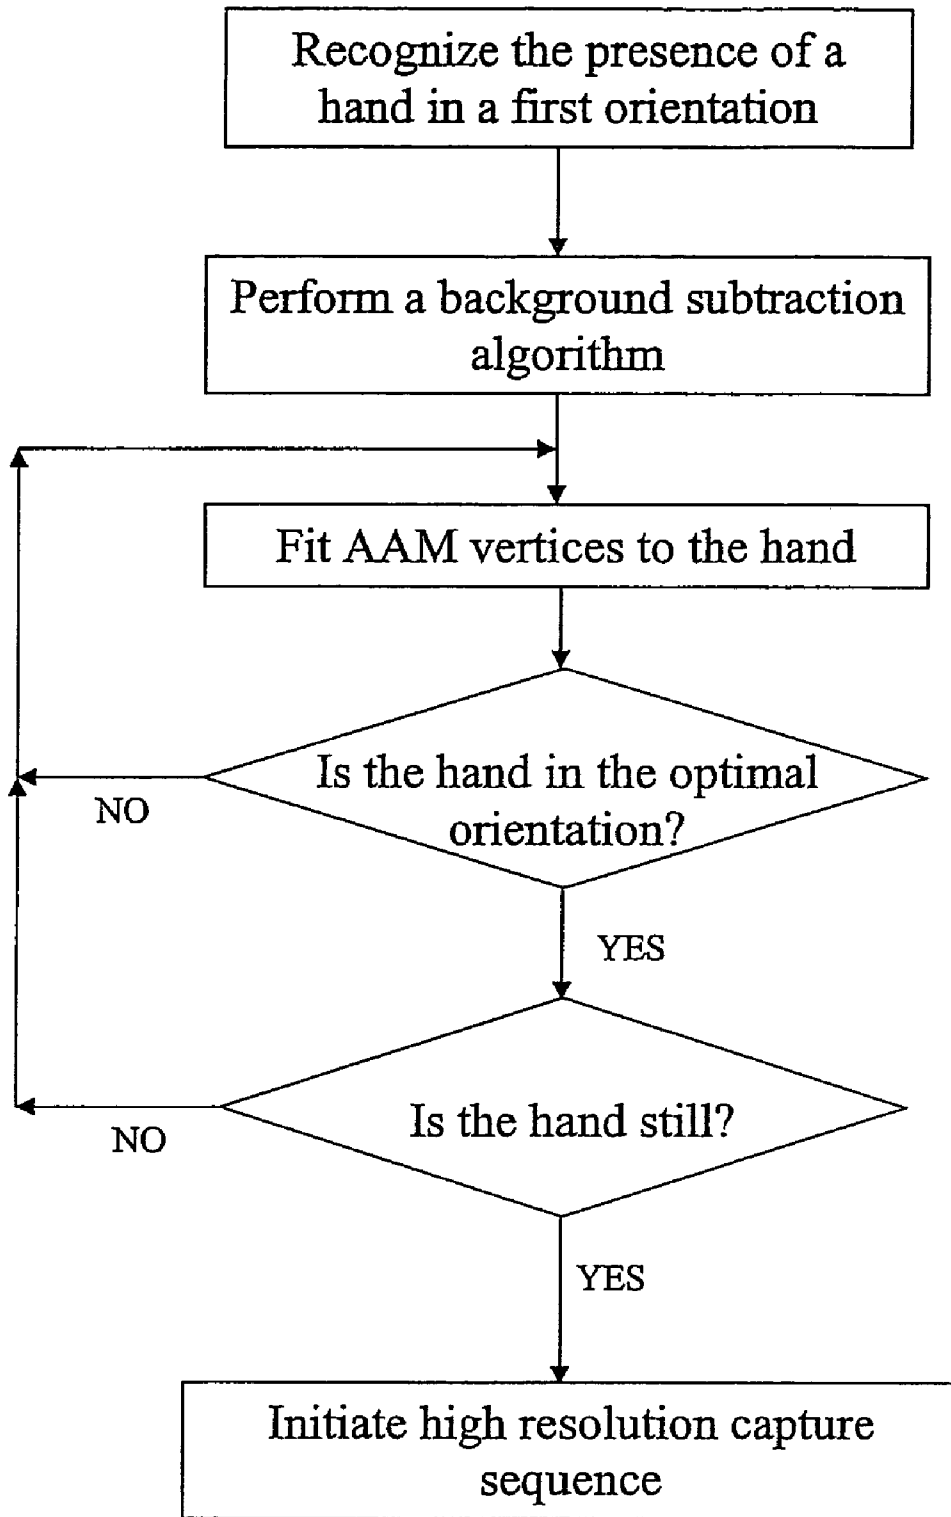 Recognize the presence of a
hand in a first orientation
Perform a background subtraction
algorithm
Fit AAM vertices to the hand
Is the hand in the optimal
orientation?
NO
YES
Is the hand still?
NO
YES
Initiate high resolution capture
sequence